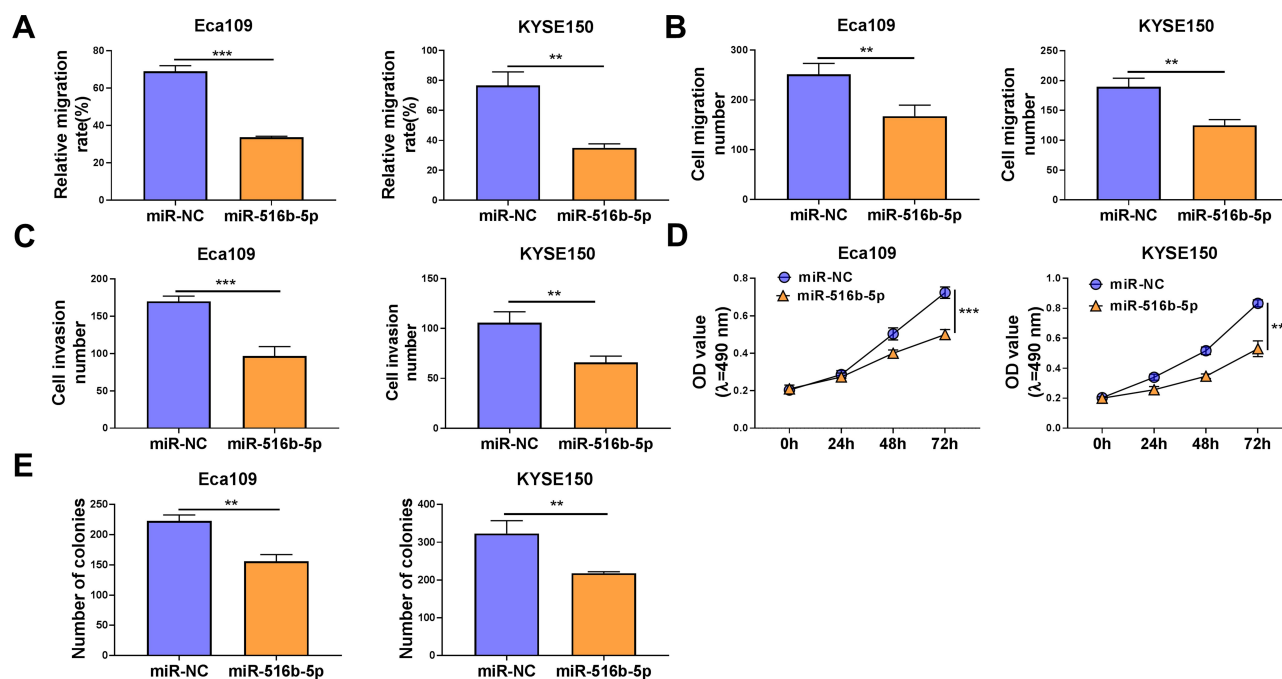 A
Eca109
Relative migration
rate(%)
80
60
40
20
0
***
miR-NC
miR-516b-5p
KYSE150
Relative migration
rate(%)
100
80
60
40
20
0
**
miR-NC
miR-516b-5p
B
Eca109
Cell migration
number
300
200
100
0
**
miR-NC
miR-516b-5p
KYSE150
Cell migration
number
250
200
150
100
50
0
**
miR-NC
miR-516b-5p
C
Eca109
Cell invasion
number
200
150
100
50
0
***
miR-NC
miR-516b-5p
KYSE150
Cell invasion
number
150
100
50
0
**
miR-NC
miR-516b-5p
D
Eca109
OD value
(λ=490 nm)
0.8
0.6
0.4
0.2
0.0
miR-NC
miR-516b-5p
***
0h
24h
48h
72h
KYSE150
OD value
(λ=490 nm)
1.0
0.8
0.6
0.4
0.2
0.0
miR-NC
miR-516b-5p
**
0h
24h
48h
72h
E
Eca109
Number of colonies
250
200
150
100
50
0
**
miR-NC
miR-516b-5p
KYSE150
Number of colonies
400
300
200
100
0
**
miR-NC
miR-516b-5p